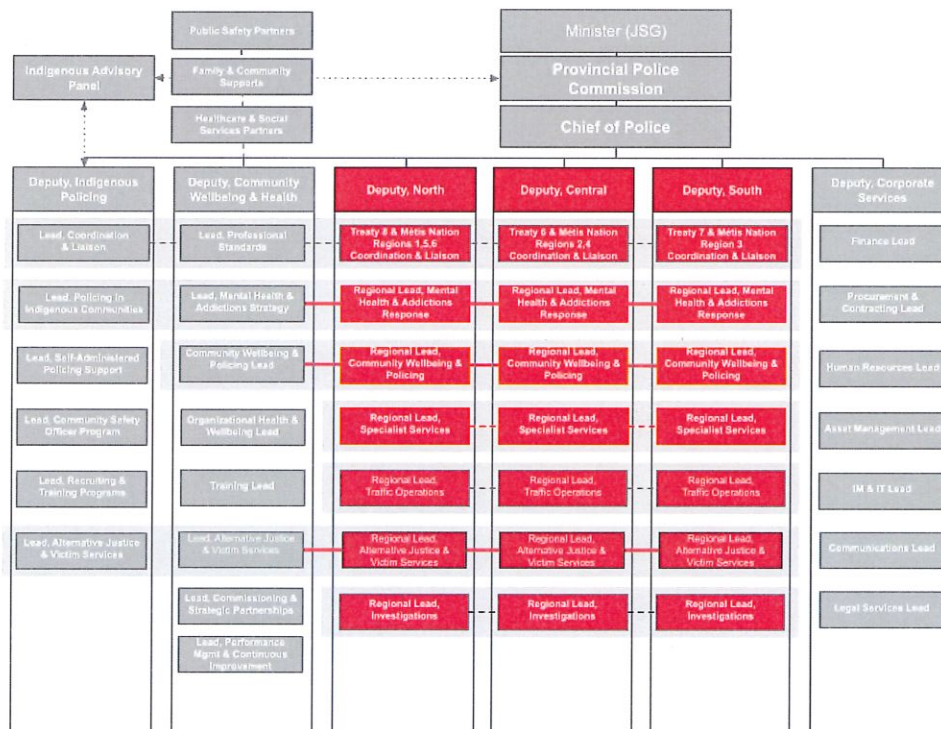 Public Safety Partners
Minister (JSG)
Indigenous Advisory
Panel
Family & Community
Supports
Provincial Police
Commission
Healthcare & Social
Services Partners
Chief of Police
Deputy, Indigenous
Policing
Deputy, Community
Wellbeing & Health
Deputy, North
Deputy, Central
Deputy, South
Deputy, Corporate
Services
Lead, Coordination
& Liaison
Lead, Professional
Standards
Treaty 8 & Métis Nation
Regions 1,5,6
Coordination & Liaison
Treaty 6 & Métis Nation
Regions 2,4
Coordination & Liaison
Treaty 7 & Métis Nation
Region 3
Coordination & Liaison
Finance Lead
Lead, Policing in
Indigenous Communities
Lead, Mental Health &
Addictions Strategy
Regional Lead, Mental
Health & Addictions
Response
Regional Lead, Mental
Health & Addictions
Response
Regional Lead, Mental
Health & Addictions
Response
Procurement &
Contracting Lead
Lead, Self-Administered
Policing Support
Community Wellbeing &
Policing Lead
Regional Lead,
Community Wellbeing &
Policing
Regional Lead,
Community Wellbeing &
Policing
Regional Lead,
Community Wellbeing &
Policing
Human Resources Lead
Lead, Community Safety
Officer Program
Organizational Health &
Wellbeing Lead
Regional Lead,
Specialist Services
Regional Lead,
Specialist Services
Regional Lead,
Specialist Services
Asset Management Lead
Lead, Recruiting &
Training Programs
Training Lead
Regional Lead,
Traffic Operations
Regional Lead,
Traffic Operations
Regional Lead,
Traffic Operations
IM & IT Lead
Lead, Alternative Justice
& Victim Services
Lead, Alternative Justice
& Victim Services
Regional Lead,
Alternative Justice &
Victim Services
Regional Lead,
Alternative Justice &
Victim Services
Regional Lead,
Alternative Justice &
Victim Services
Communications Lead
Lead, Commissioning &
Strategic Partnerships
Regional Lead,
Investigations
Regional Lead,
Investigations
Regional Lead,
Investigations
Legal Services Lead
Lead, Performance
Mgmt & Continuous
Improvement